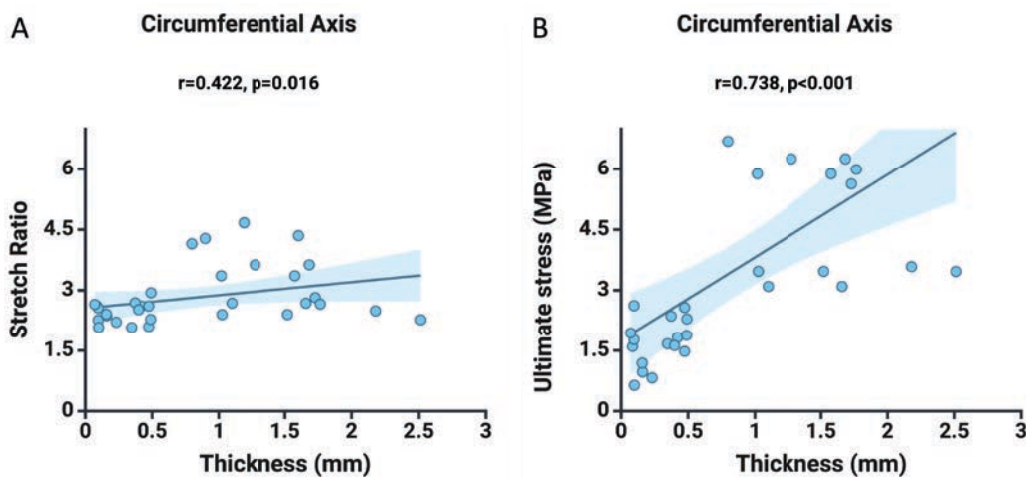 A
Circumferential Axis
r=0.422, p=0.016
Stretch Ratio
6
4.5
3
1.5
0
0 0.5 1 1.5 2 2.5 3
Thickness (mm)
B
Circumferential Axis
r=0.738, p<0.001
Ultimate stress (MPa)
6
4.5
3
1.5
0
0 0.5 1 1.5 2 2.5 3
Thickness (mm)